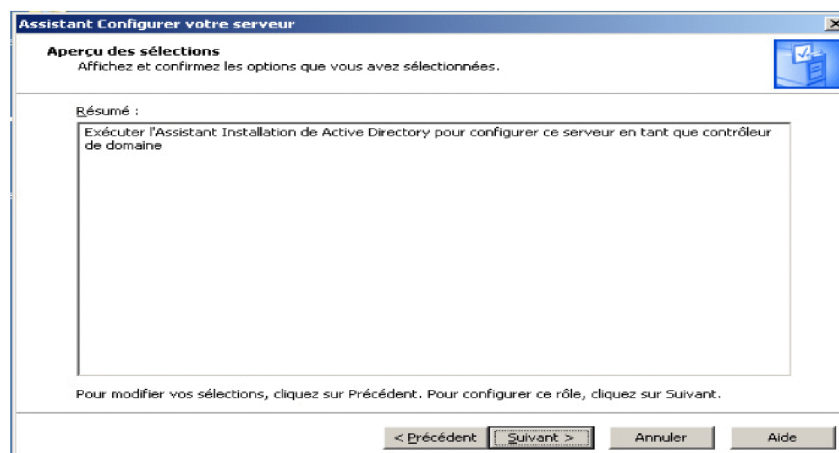 Assistant Configurer votre serveur
Aperçu des sélections
Affichez et confirmez les options que vous avez sélectionnées.
Résumé :
Exécuter l'Assistant Installation de Active Directory pour configurer ce serveur en tant que contrôleur
de domaine
Pour modifier vos sélections, cliquez sur Précédent. Pour configurer ce rôle, cliquez sur Suivant.
< Précédent Suivant > Annuler Aide